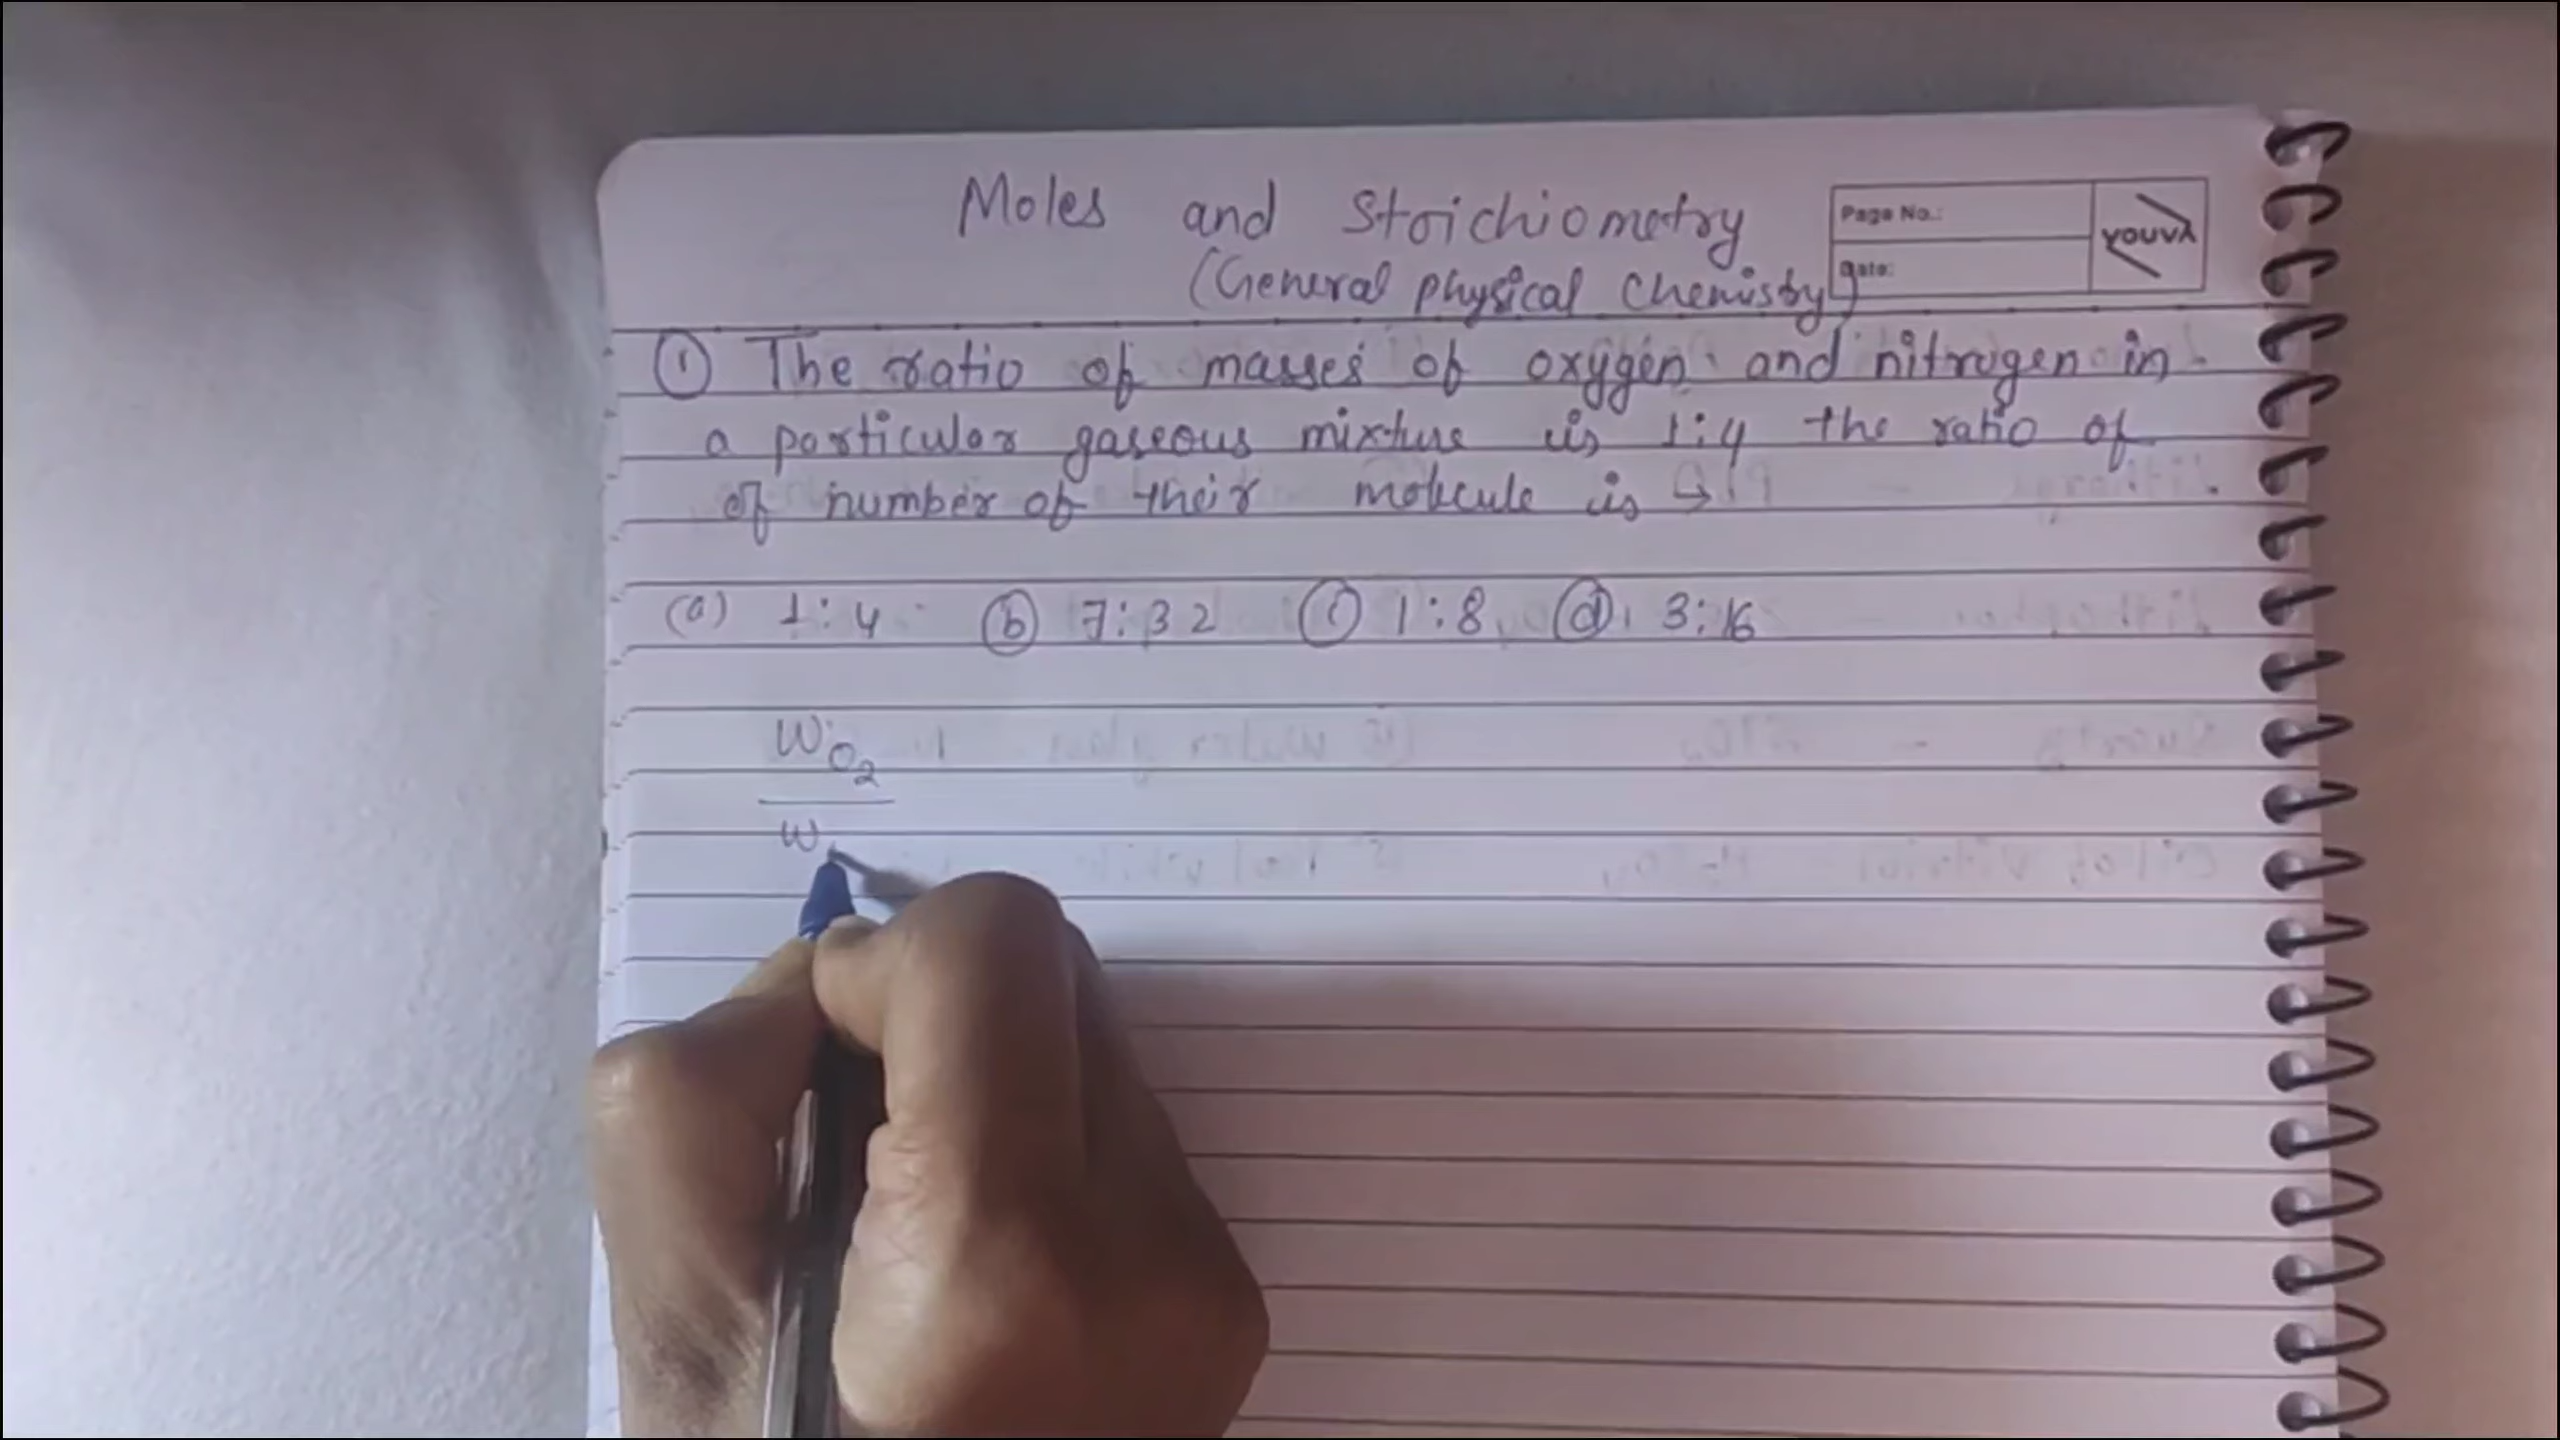 Moles and Stoichiometry
(General physical Chemistry)
Page No.:
Date:
YOUVA
① The ratio of masses of oxygen and nitrogen in
a particular gaseous mixture is 1:4 the ratio of
of number of their molecule is ↳
(a) 1:4 (b) 7:32 (c) 1:8 (d) 3:16
W O₂
W